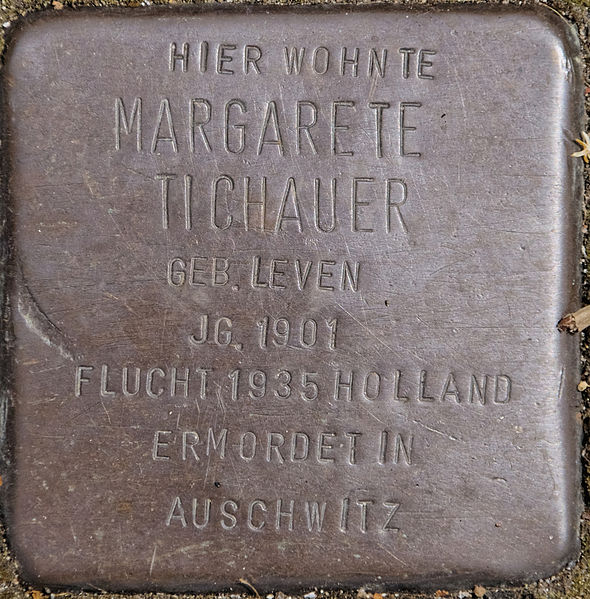 HIER WOHNTE
MARGARETE
TICHAUER
GEB. LEVEN
JG. 1901
FLUCHT 1935 HOLLAND
ERMORDET IN
AUSCHWITZ